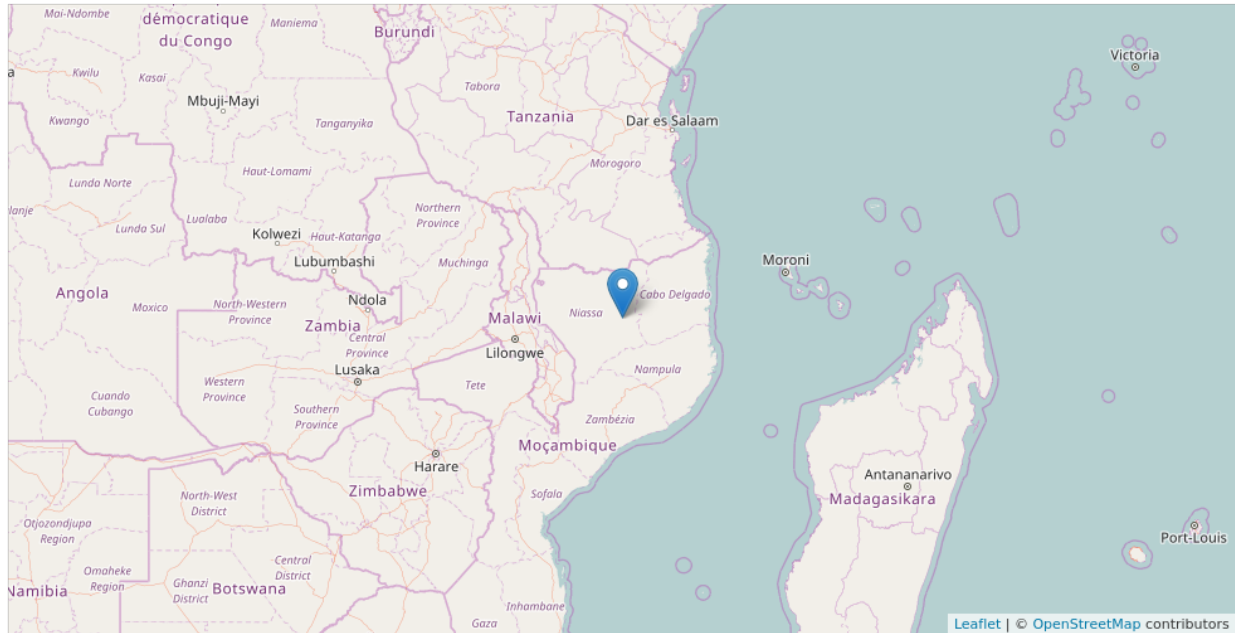 Mai-Ndombe
démocratique
du Congo
Maniema
Burundi
Victoria
a
Kwilu
Kasai
Tabora
Mbuji-Mayi
Tanzania
Dar es Salaam
Kwango
Tanganyika
Morogoro
Haut-Lomami
Lunda Norte
Northern
Province
Lualaba
lanje
Lunda Sul
Kolwezi
Haut-Katanga
Lubumbashi
Muchinga
Moroni
Angola
Moxico
North-Western
Province
Ndola
Zambia
Cabo Delgado
Niassa
Malawi
Central
Province
Lilongwe
Lusaka
Nampula
Western
Province
Tete
Cuando
Cubango
Southern
Province
Zambézia
Moçambique
Harare
Antananarivo
Madagasikara
Zimbabwe
North-West
District
Sofala
Otjozondjupa
Region
Port-Louis
Central
District
Omaheke
Region
Ghanzi
District
Botswana
Namibia
Inhambane
Gaza
Leaflet | © OpenStreetMap contributors